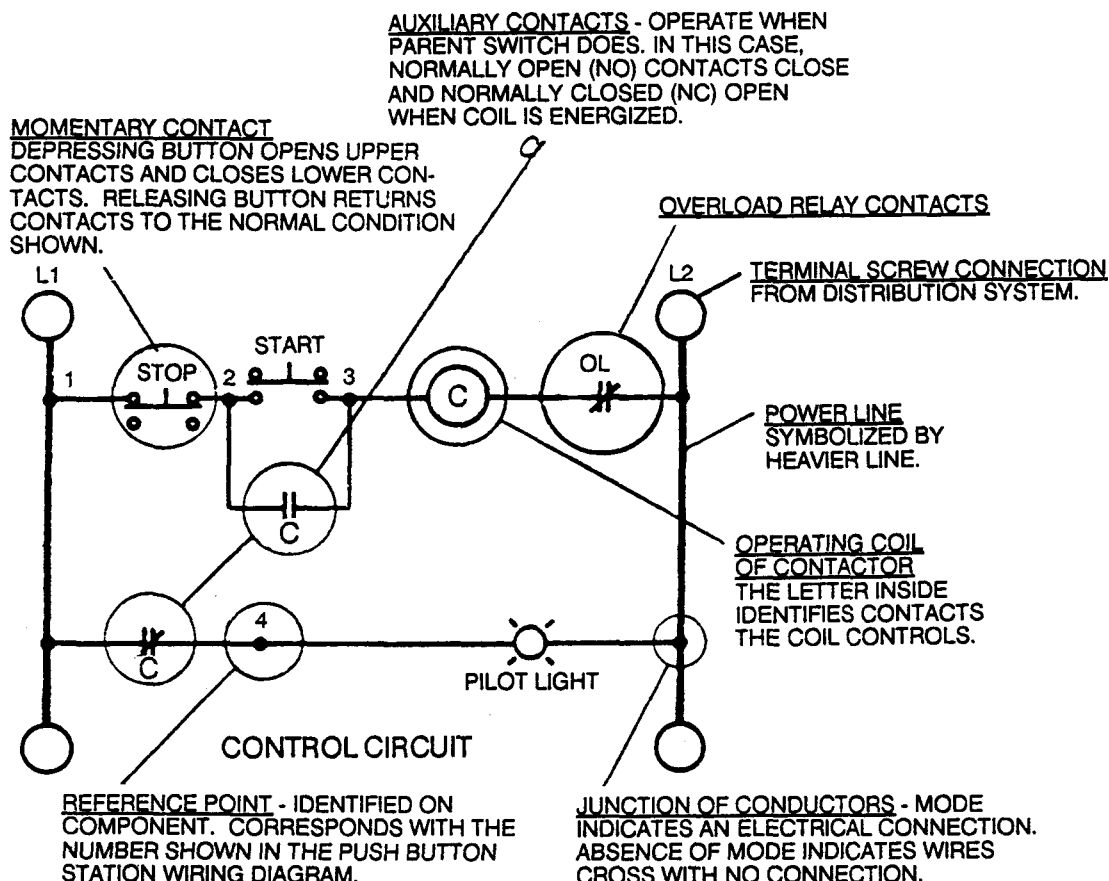 AUXILIARY CONTACTS - OPERATE WHEN
PARENT SWITCH DOES. IN THIS CASE,
NORMALLY OPEN (NO) CONTACTS CLOSE
AND NORMALLY CLOSED (NC) OPEN
WHEN COIL IS ENERGIZED.
MOMENTARY CONTACT
DEPRESSING BUTTON OPENS UPPER
CONTACTS AND CLOSES LOWER CON-
TACTS. RELEASING BUTTON RETURNS
CONTACTS TO THE NORMAL CONDITION
SHOWN.
OVERLOAD RELAY CONTACTS
L1
L2
TERMINAL SCREW CONNECTION
FROM DISTRIBUTION SYSTEM.
1
STOP
2
START
3
C
OL
POWER LINE
SYMBOLIZED BY
HEAVIER LINE.
C
OPERATING COIL
OF CONTACTOR
THE LETTER INSIDE
IDENTIFIES CONTACTS
THE COIL CONTROLS.
C
4
PILOT LIGHT
CONTROL CIRCUIT
REFERENCE POINT - IDENTIFIED ON
COMPONENT. CORRESPONDS WITH THE
NUMBER SHOWN IN THE PUSH BUTTON
STATION WIRING DIAGRAM.
JUNCTION OF CONDUCTORS - MODE
INDICATES AN ELECTRICAL CONNECTION.
ABSENCE OF MODE INDICATES WIRES
CROSS WITH NO CONNECTION.